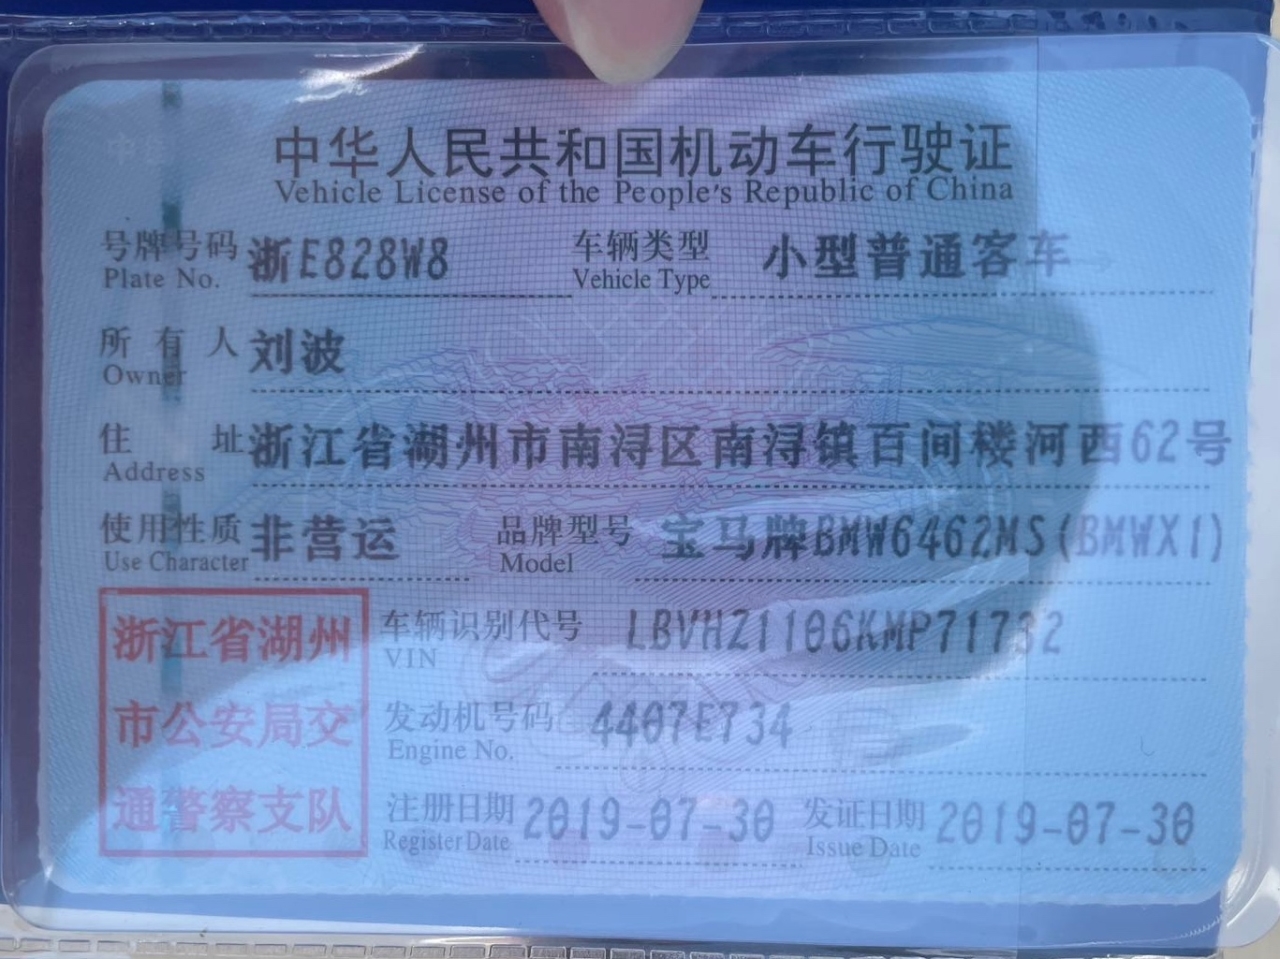 中华人民共和国机动车行驶证
Vehicle License of the People's Republic of China
号牌号码 浙E828W8 车辆类型 小型普通客车
Plate No. Vehicle Type
所有人 刘波
Owner
住址 浙江省湖州市南浔区南浔镇百间楼河西62号
Address
使用性质 非营运 品牌型号 宝马牌BMW6462MS(BMWX1)
Use Character Model
浙江省湖州
市公安局交
通警察支队
车辆识别代号 LBVHZ1106KMP71732
VIN
发动机号码 4407E734
Engine No.
注册日期 2019-07-30 发证日期 2019-07-30
Register Date Issue Date